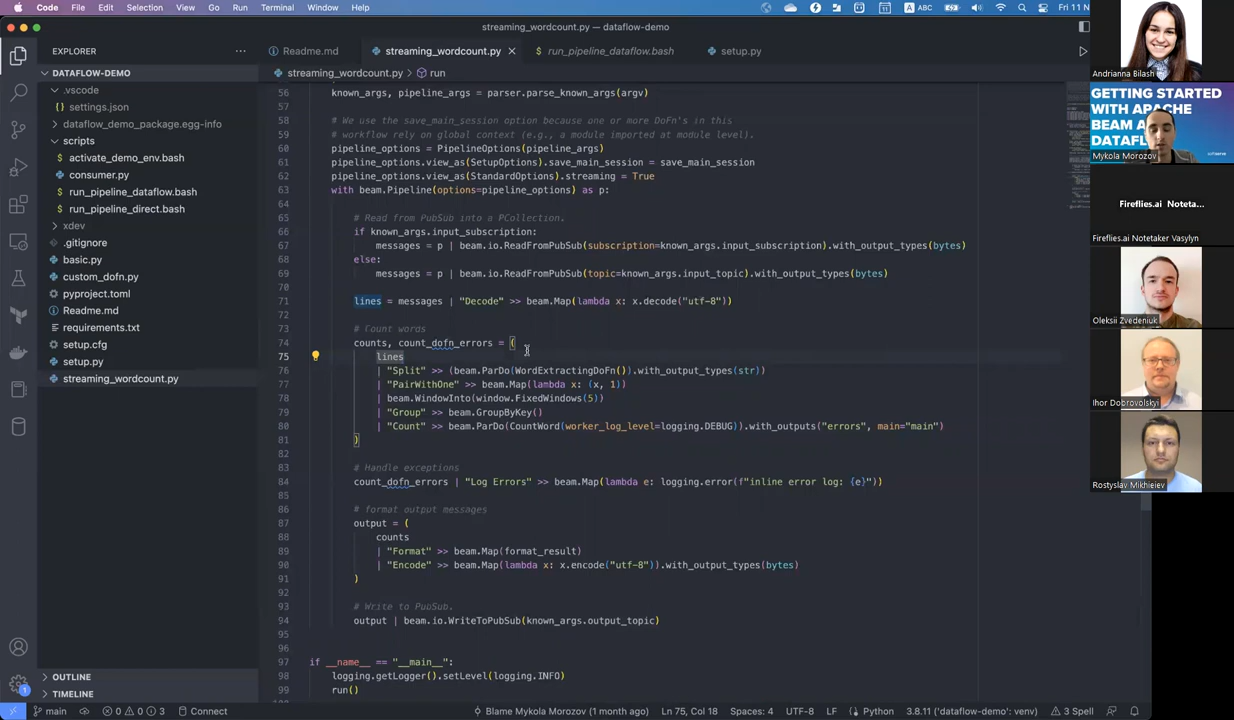 Code File Edit Selection View Go Run Terminal Window Help
ABC
Fri 11 N
streaming_wordcount.py — dataflow-demo
EXPLORER
Readme.md
streaming_wordcount.py
run_pipeline_dataflow.bash
setup.py
DATAFLOW-DEMO
.vscode
settings.json
dataflow_demo_package.egg-info
scripts
activate_demo_env.bash
consumer.py
run_pipeline_dataflow.bash
run_pipeline_direct.bash
xdev
.gitignore
basic.py
custom_dofn.py
pyproject.toml
Readme.md
requirements.txt
setup.cfg
setup.py
streaming_wordcount.py
OUTLINE
TIMELINE
streaming_wordcount.py > run
56 known_args, pipeline_args = parser.parse_known_args(argv)
57
58 # We use the save_main_session option because one or more DoFn's in this
59 # workflow rely on global context (e.g., a module imported at module level).
60 pipeline_options = PipelineOptions(pipeline_args)
61 pipeline_options.view_as(SetupOptions).save_main_session = save_main_session
62 pipeline_options.view_as(StandardOptions).streaming = True
63 with beam.Pipeline(options=pipeline_options) as p:
64
65 # Read from PubSub into a PCollection.
66 if known_args.input_subscription:
67 messages = p | beam.io.ReadFromPubSub(subscription=known_args.input_subscription).with_output_types(bytes)
68 else:
69 messages = p | beam.io.ReadFromPubSub(topic=known_args.input_topic).with_output_types(bytes)
70
71 lines = messages | "Decode" >> beam.Map(lambda x: x.decode("utf-8"))
72
73 # Count words
74 counts, count_dofn_errors = (
75 lines
76 | "Split" >> (beam.ParDo(WordExtractingDoFn()).with_output_types(str))
77 | "PairWithOne" >> beam.Map(lambda x: (x, 1))
78 | beam.WindowInto(window.FixedWindows(5))
79 | "Group" >> beam.GroupByKey()
80 | "Count" >> beam.ParDo(CountWord(worker_log_level=logging.DEBUG)).with_outputs("errors", main="main")
81 )
82
83 # Handle exceptions
84 count_dofn_errors | "Log Errors" >> beam.Map(lambda e: logging.error(f"inline error log: {e}"))
85
86 # format output messages
87 output = (
88 counts
89 | "Format" >> beam.Map(format_result)
90 | "Encode" >> beam.Map(lambda x: x.encode("utf-8")).with_output_types(bytes)
91 )
92
93 # Write to PubSub.
94 output | beam.io.WriteToPubSub(known_args.output_topic)
95
96
97 if __name__ == "__main__":
98 logging.getLogger().setLevel(logging.INFO)
99 run()
main
0 0 3
Connect
Blame Mykola Morozov (1 month ago)
Ln 75, Col 18
Spaces: 4
UTF-8
LF
Python
3.8.11 ('dataflow-demo': venv)
3 Spell
Andrianna Bilash
GETTING STARTED
WITH APACHE
BEAM A
DATAFL
Mykola Morozov
Fireflies.ai Noteta...
Fireflies.ai Notetaker Vasylyn
Oleksii Zvedeniuk
Ihor Dobrovolskyi
Rostyslav Mikhieiev